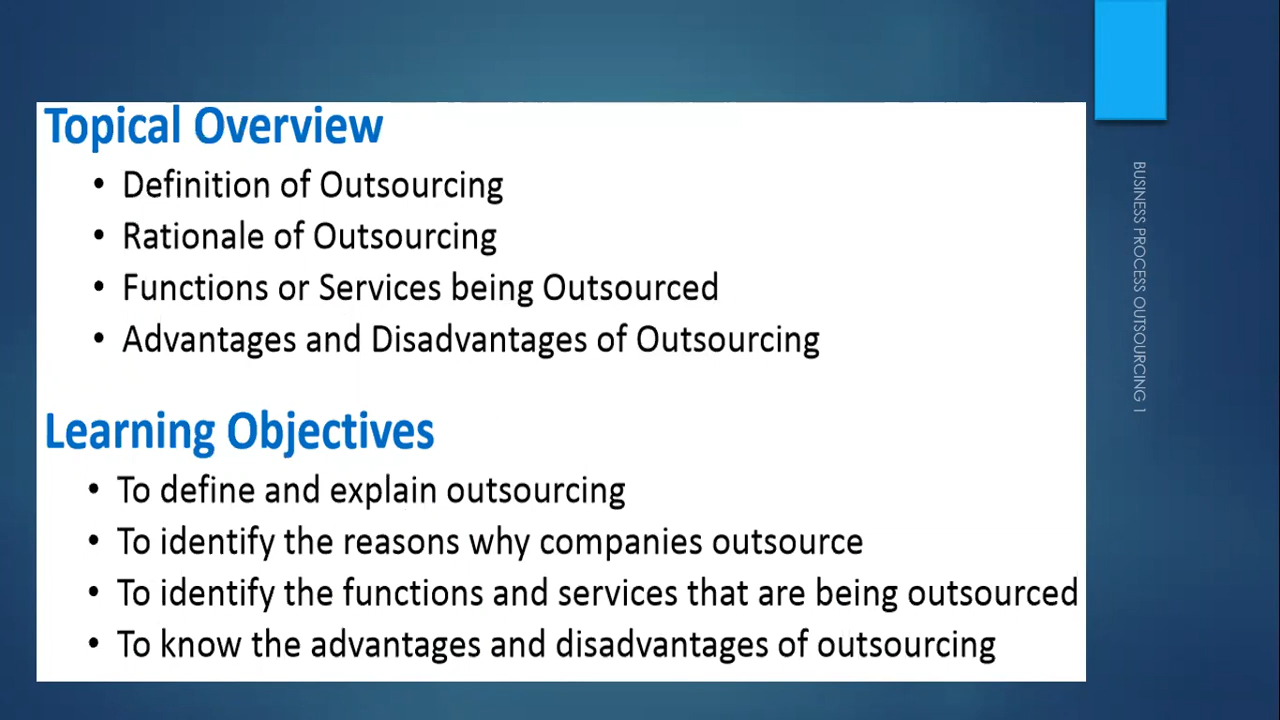 Topical Overview
• Definition of Outsourcing
• Rationale of Outsourcing
• Functions or Services being Outsourced
• Advantages and Disadvantages of Outsourcing
Learning Objectives
• To define and explain outsourcing
• To identify the reasons why companies outsource
• To identify the functions and services that are being outsourced
• To know the advantages and disadvantages of outsourcing
BUSINESS PROCESS OUTSOURCING 1